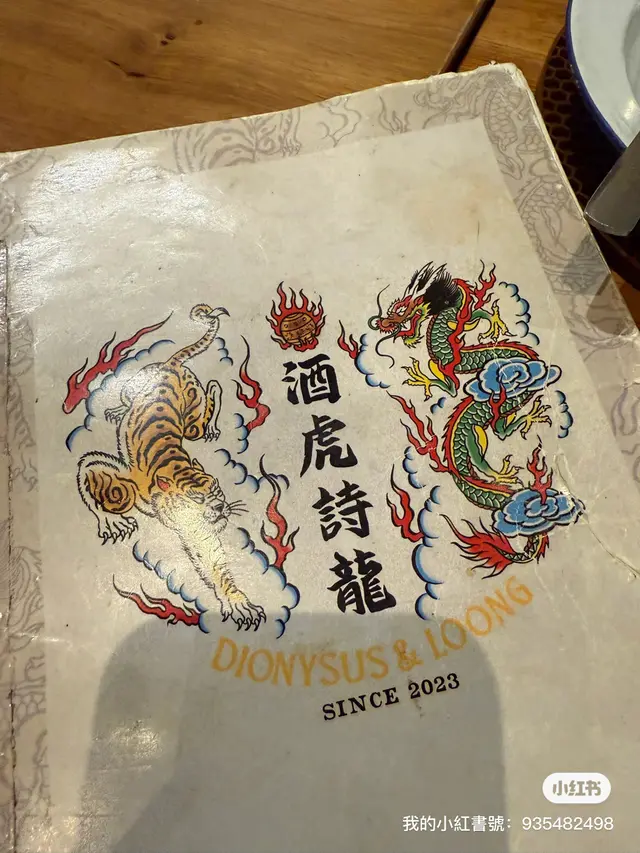 酒虎詩龍
DIONYSUS & LOONG
SINCE 2023
小红书
我的小紅書號：935482498